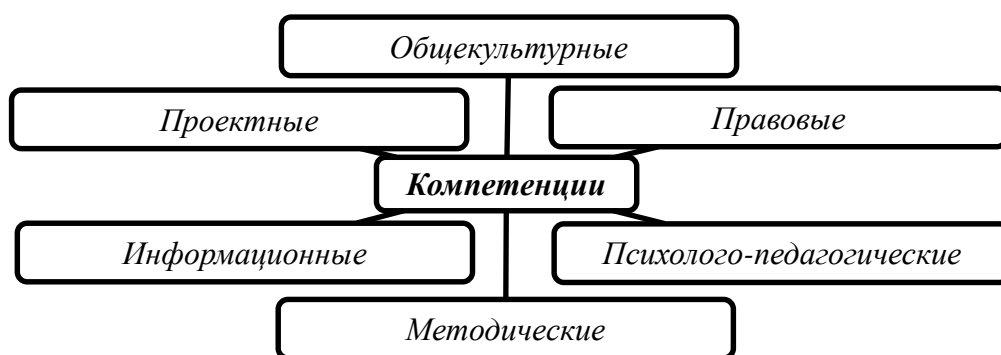 Общекультурные
Проектные
Правовые
Компетенции
Информационные
Психолого-педагогические
Методические